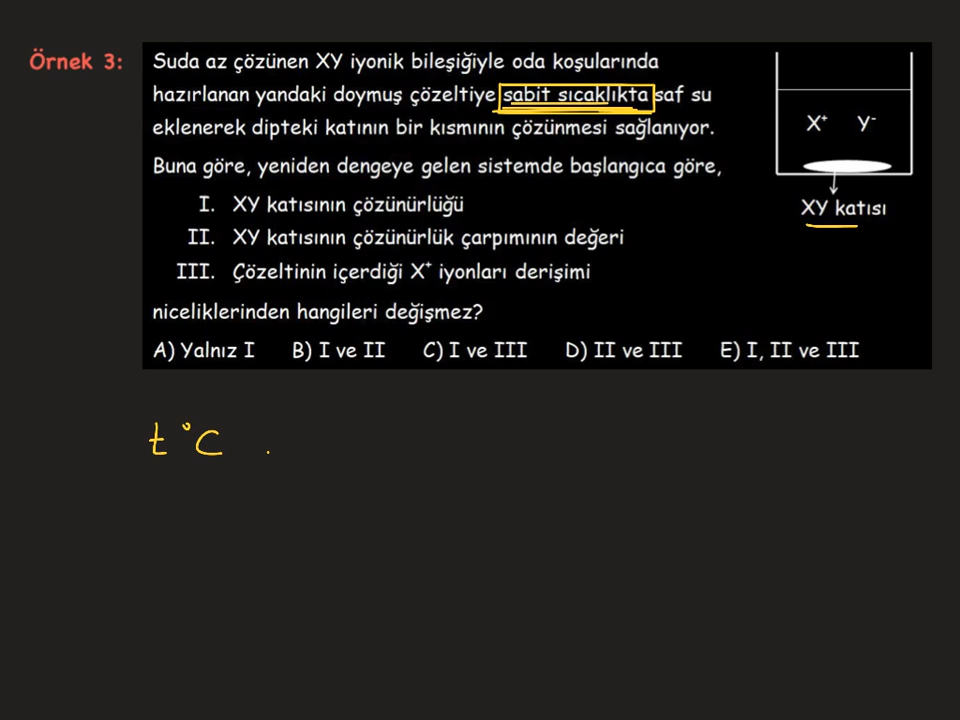 Örnek 3:
Suda az çözünen XY iyonik bileşiğiyle oda koşularında
hazırlanan yandaki doymuş çözeltiye sabit sıcaklıkta saf su
eklenerek dipteki katının bir kısmının çözünmesi sağlanıyor.
Buna göre, yeniden dengeye gelen sistemde başlangıca göre,
I. XY katısının çözünürlüğü
II. XY katısının çözünürlük çarpımının değeri
III. Çözeltinin içerdiği X⁺ iyonları derişimi
niceliklerinden hangileri değişmez?
A) Yalnız I B) I ve II C) I ve III D) II ve III E) I, II ve III
X⁺ Y⁻
XY katısı
t °C .